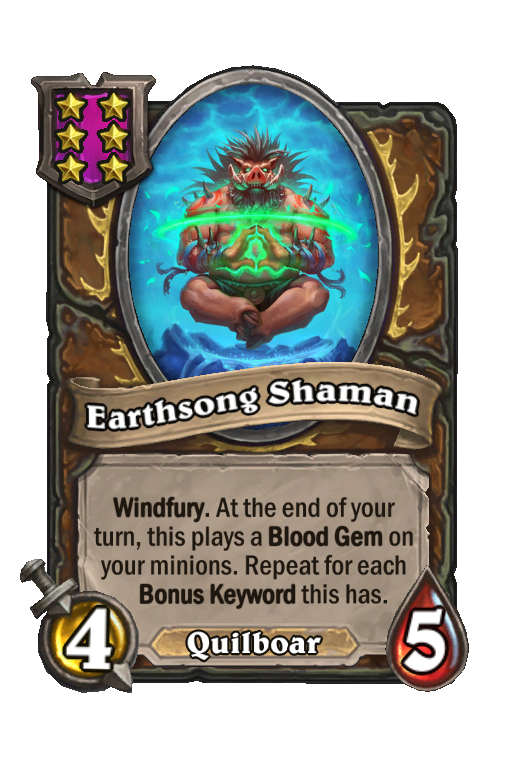 Earthsong Shaman
Windfury. At the end of your
turn, this plays a Blood Gem on
your minions. Repeat for each
Bonus Keyword this has.
4
Quilboar
5